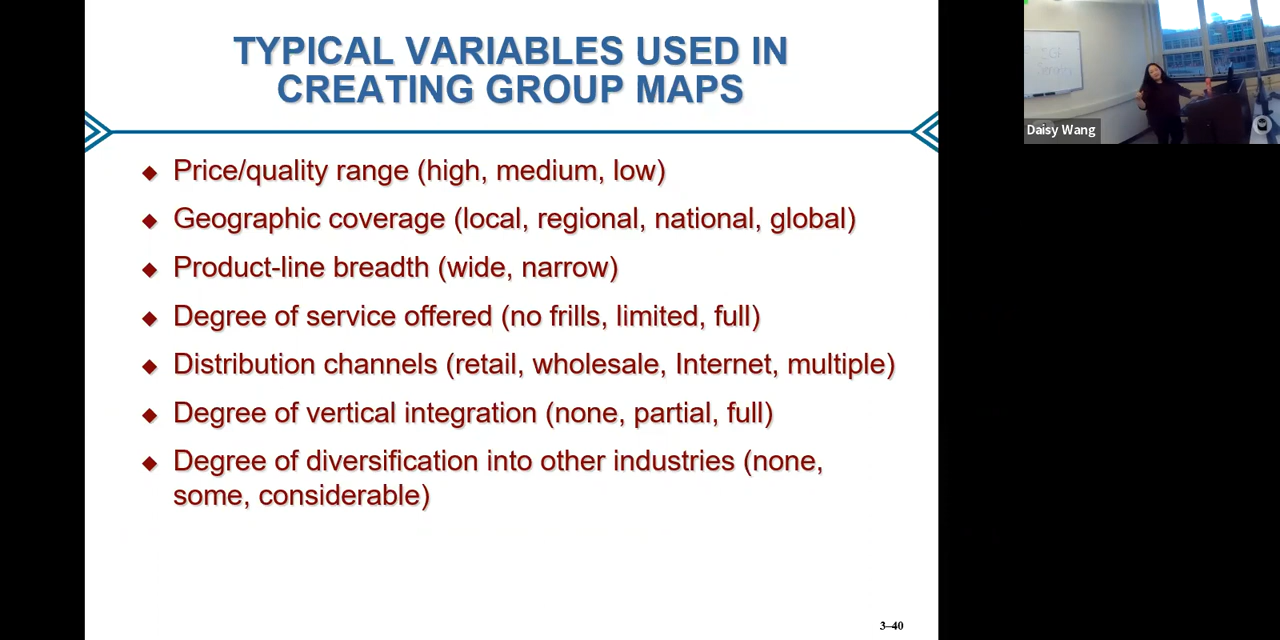 TYPICAL VARIABLES USED IN
CREATING GROUP MAPS
Price/quality range (high, medium, low)
Geographic coverage (local, regional, national, global)
Product-line breadth (wide, narrow)
Degree of service offered (no frills, limited, full)
Distribution channels (retail, wholesale, Internet, multiple)
Degree of vertical integration (none, partial, full)
Degree of diversification into other industries (none,
some, considerable)
3–40
Daisy Wang